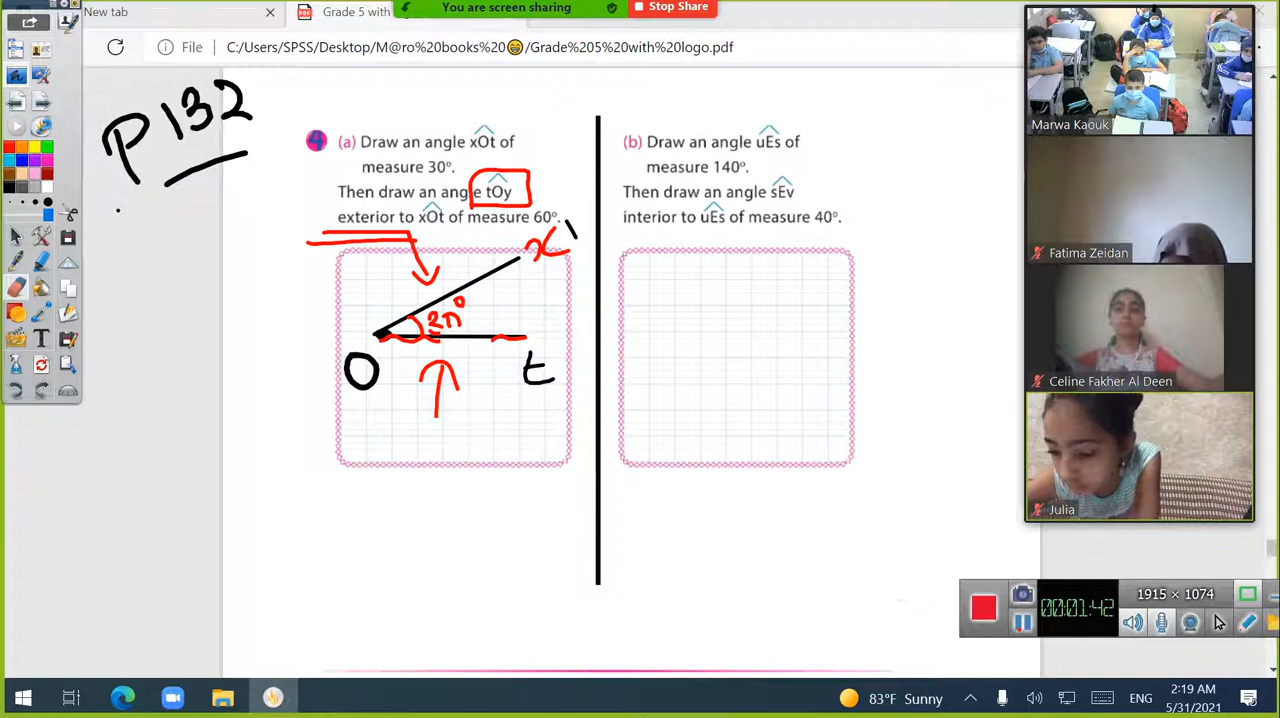 New tab
PDF Grade 5 with
You are screen sharing
Stop Share
File C:/Users/SPSS/Desktop/M@ro%20books%20😄/Grade%205%20with%20logo.pdf
P132
4 (a) Draw an angle xOt of
measure 30°.
Then draw an angle tOy
exterior to xOt of measure 60°.
x
O
t
(b) Draw an angle uEs of
measure 140°.
Then draw an angle sEv
interior to uEs of measure 40°.
Marwa Kaouk
Fatima Zeidan
Celine Fakher Al Deen
Julia
00:01:42
1915 × 1074
83°F Sunny
ENG
2:19 AM
5/31/2021